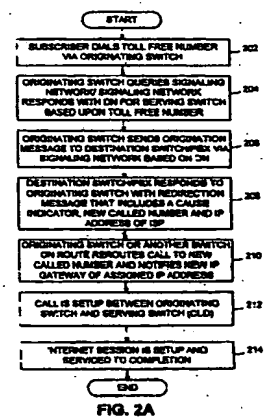 START
SUBSCRIBER DIALS TOLL FREE NUMBER
VIA ORIGINATING SWITCH
202
ORIGINATING SWITCH QUERIES SIGNALING
NETWORK/ SIGNALING NETWORK
RESPONDS WITH DN FOR SERVING SWITCH
BASED UPON TOLL FREE NUMBER
204
ORIGINATING SWITCH SENDS ORIGINATION
MESSAGE TO DESTINATION SWITCH/PBX VIA
SIGNALING NETWORK BASED ON DN
206
DESTINATION SWITCH/PBX RESPONDS TO
ORIGINATING SWITCH WITH REDIRECTION
MESSAGE THAT INCLUDES A CAUSE
INDICATOR, NEW CALLED NUMBER AND IP
ADDRESS OF ISP
208
ORIGINATING SWITCH OR ANOTHER SWITCH
ON ROUTE REROUTES CALL TO NEW
CALLED NUMBER AND NOTIFIES NEW IP
GATEWAY OF ASSIGNED IP ADDRESS
210
CALL IS SETUP BETWEEN ORIGINATING
SWITCH AND SERVING SWITCH (CLD)
212
INTERNET SESSION IS SETUP AND
SERVICED TO COMPLETION
214
END
FIG. 2A